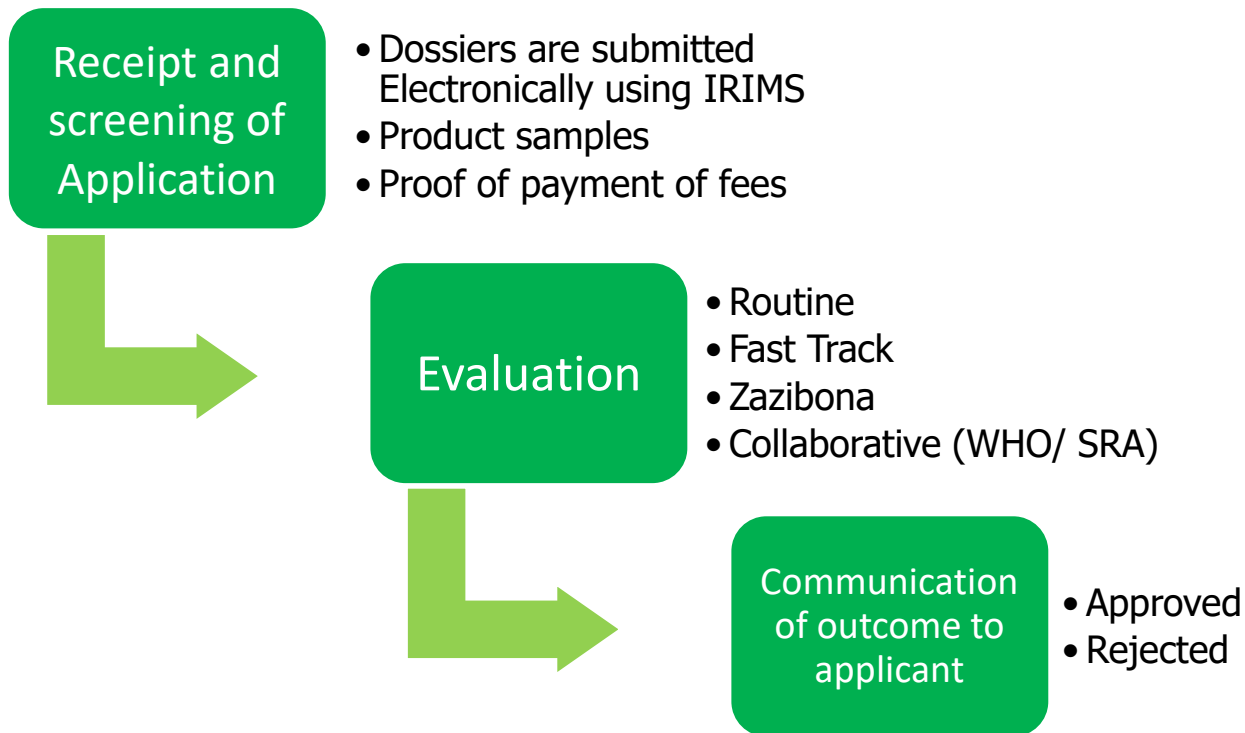 Receipt and
screening of
Application
• Dossiers are submitted
Electronically using IRIMS
• Product samples
• Proof of payment of fees
Evaluation
• Routine
• Fast Track
• Zazibona
• Collaborative (WHO/ SRA)
Communication
of outcome to
applicant
• Approved
• Rejected